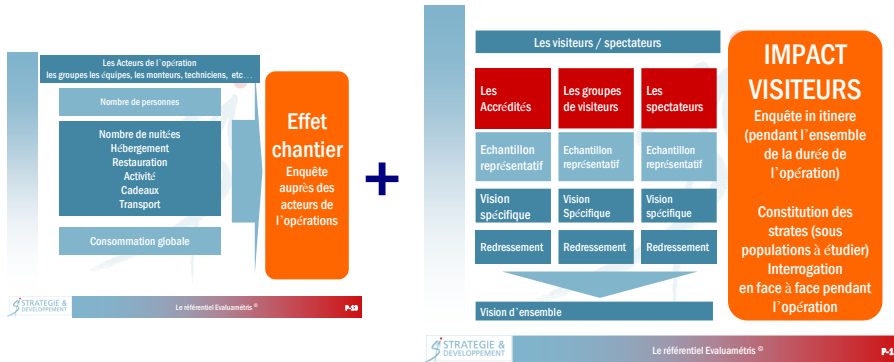 Les Acteurs de l'opération
les groupes les équipes, les monteurs, techniciens, etc…
Nombre de personnes
Nombre de nuitées
Hébergement
Restauration
Activité
Cadeaux
Transport
Consommation globale
Effet
chantier
Enquête
auprès des
acteurs de
l'opérations
STRATEGIE &
DEVELOPPEMENT
Le référentiel Evaluamétris ©
P-13
+
Les visiteurs / spectateurs
Les
Accrédités
Les groupes
de visiteurs
Les
spectateurs
Echantillon
représentatif
Echantillon
représentatif
Echantillon
représentatif
Vision
spécifique
Vision
Spécifique
Vision
spécifique
Redressement
Redressement
Redressement
Vision d'ensemble
IMPACT
VISITEURS
Enquête in itinere
(pendant l'ensemble
de la durée de
l'opération)
Constitution des
strates (sous
populations à étudier)
Interrogation
en face à face pendant
l'opération
STRATEGIE &
DEVELOPPEMENT
Le référentiel Evaluamétris ©